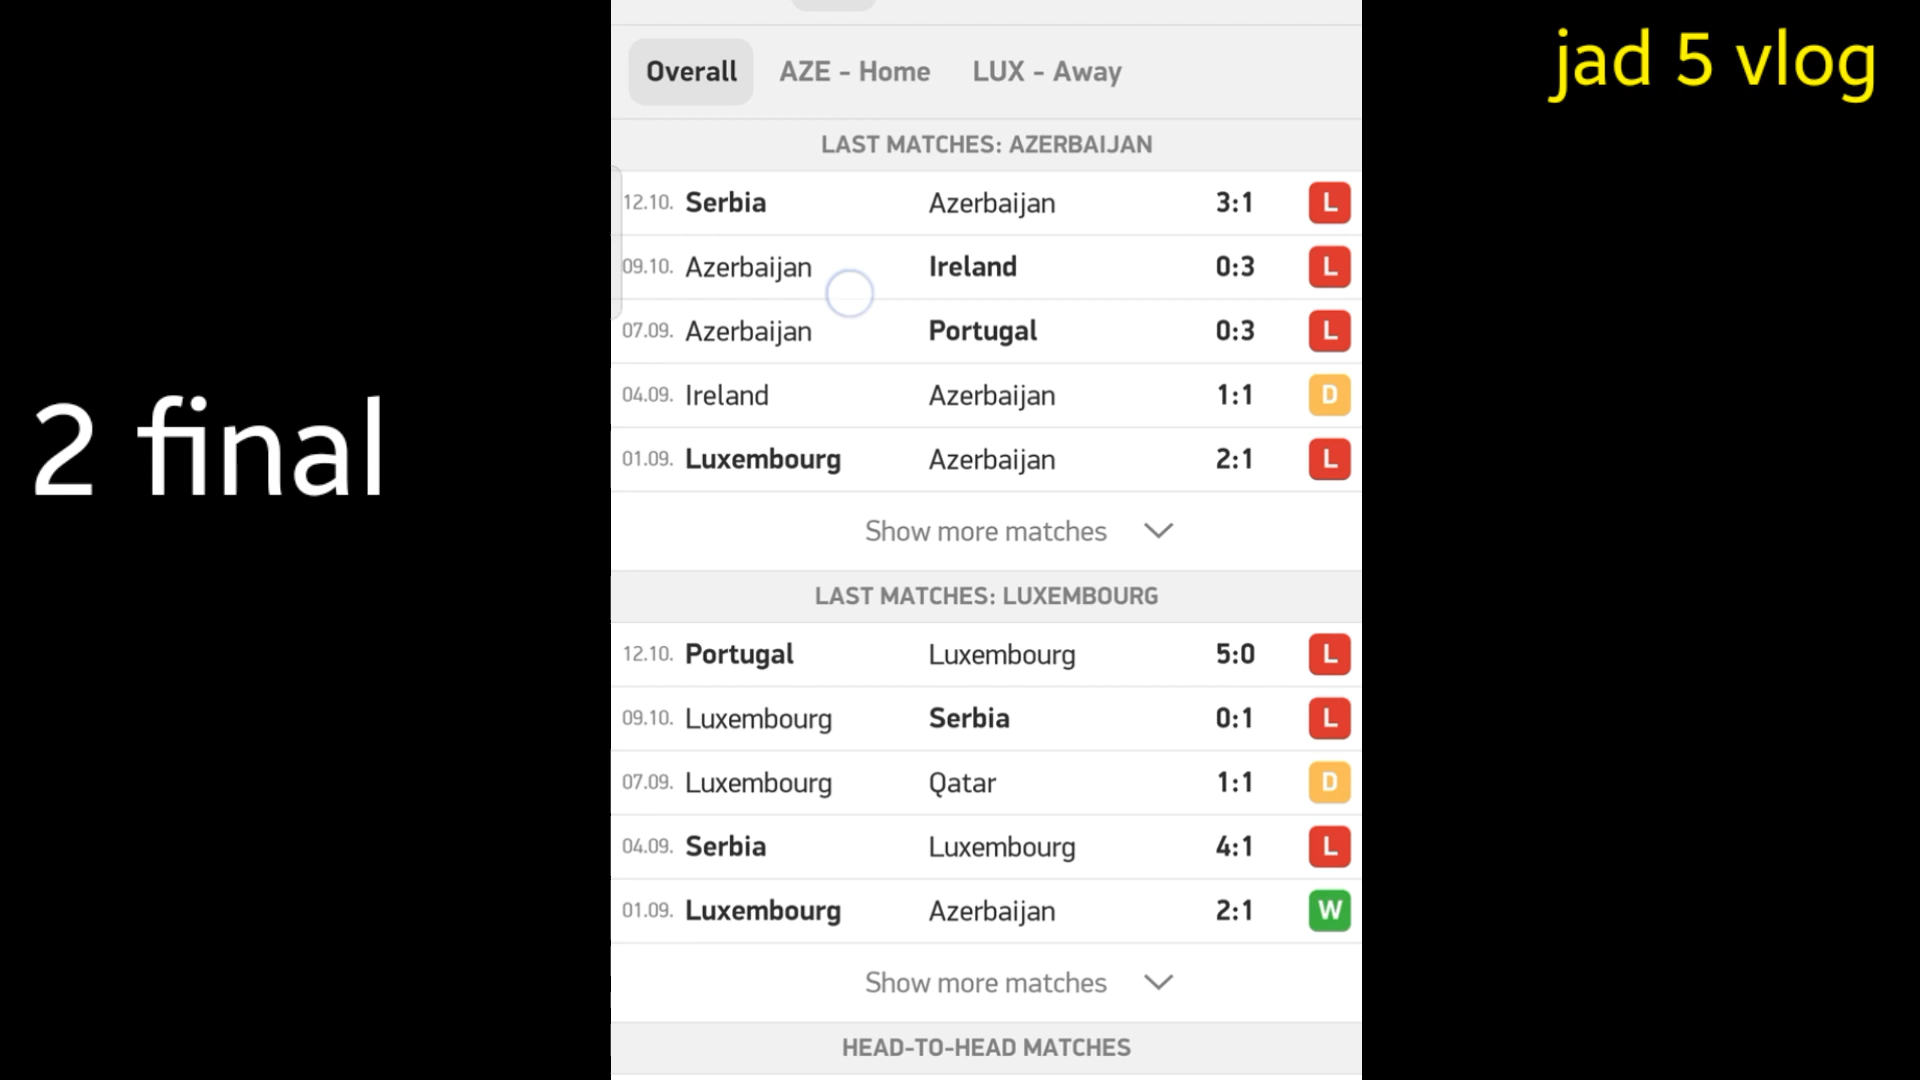 jad 5 vlog
2 final
Overall AZE - Home LUX - Away
LAST MATCHES: AZERBAIJAN
12.10. Serbia Azerbaijan 3:1 L
09.10. Azerbaijan Ireland 0:3 L
07.09. Azerbaijan Portugal 0:3 L
04.09. Ireland Azerbaijan 1:1 D
01.09. Luxembourg Azerbaijan 2:1 L
Show more matches
LAST MATCHES: LUXEMBOURG
12.10. Portugal Luxembourg 5:0 L
09.10. Luxembourg Serbia 0:1 L
07.09. Luxembourg Qatar 1:1 D
04.09. Serbia Luxembourg 4:1 L
01.09. Luxembourg Azerbaijan 2:1 W
Show more matches
HEAD-TO-HEAD MATCHES